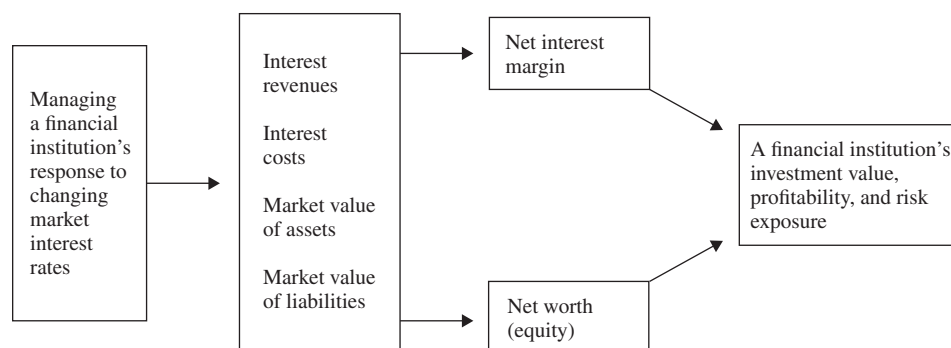 Managing
a financial
institution's
response to
changing
market
interest
rates
Interest
revenues
Interest
costs
Market value
of assets
Market value
of liabilities
Net interest
margin
Net worth
(equity)
A financial institution's
investment value,
profitability, and risk
exposure